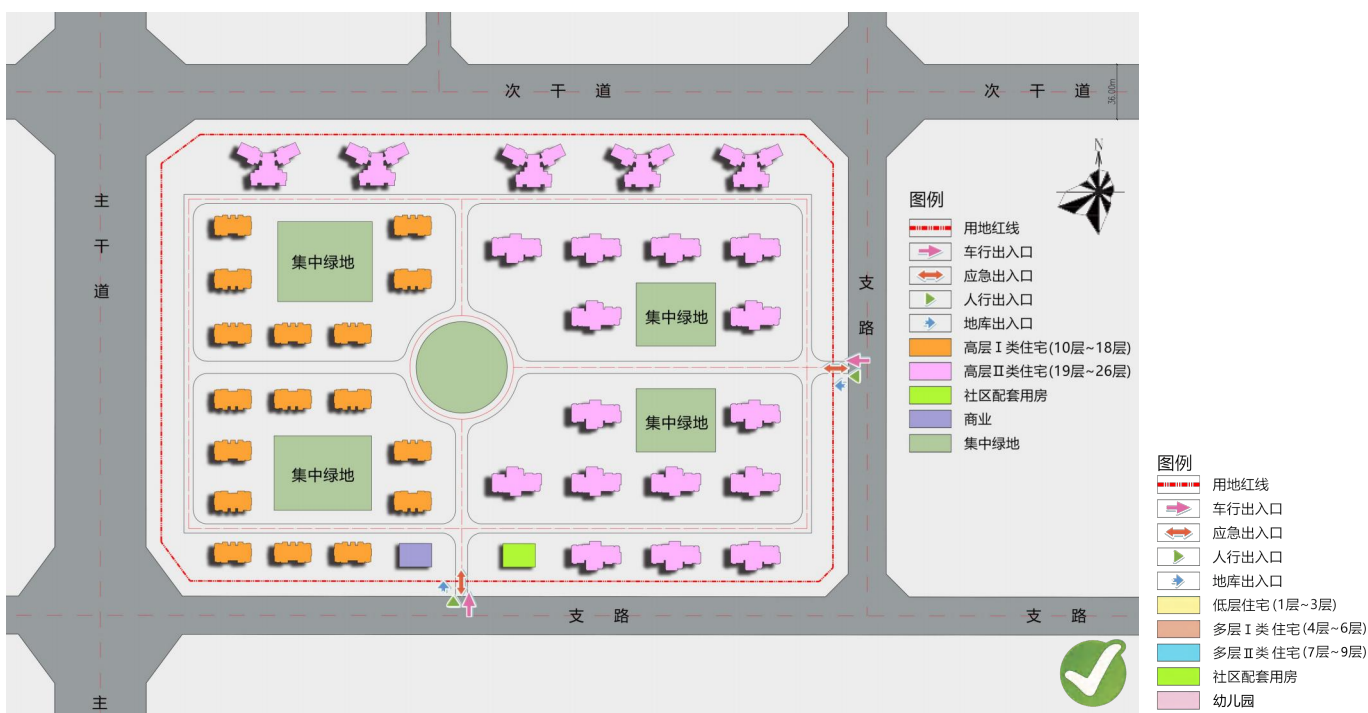 次 干 道
次 干 道
36.00m
N
主
干
道
图例
用地红线
车行出入口
应急出入口
人行出入口
地库出入口
高层Ⅰ类住宅(10层~18层)
高层Ⅱ类住宅(19层~26层)
社区配套用房
商业
集中绿地
集中绿地
集中绿地
集中绿地
集中绿地
支
路
支 路
支 路
主
图例
用地红线
车行出入口
应急出入口
人行出入口
地库出入口
低层住宅(1层~3层)
多层Ⅰ类住宅(4层~6层)
多层Ⅱ类住宅(7层~9层)
社区配套用房
幼儿园